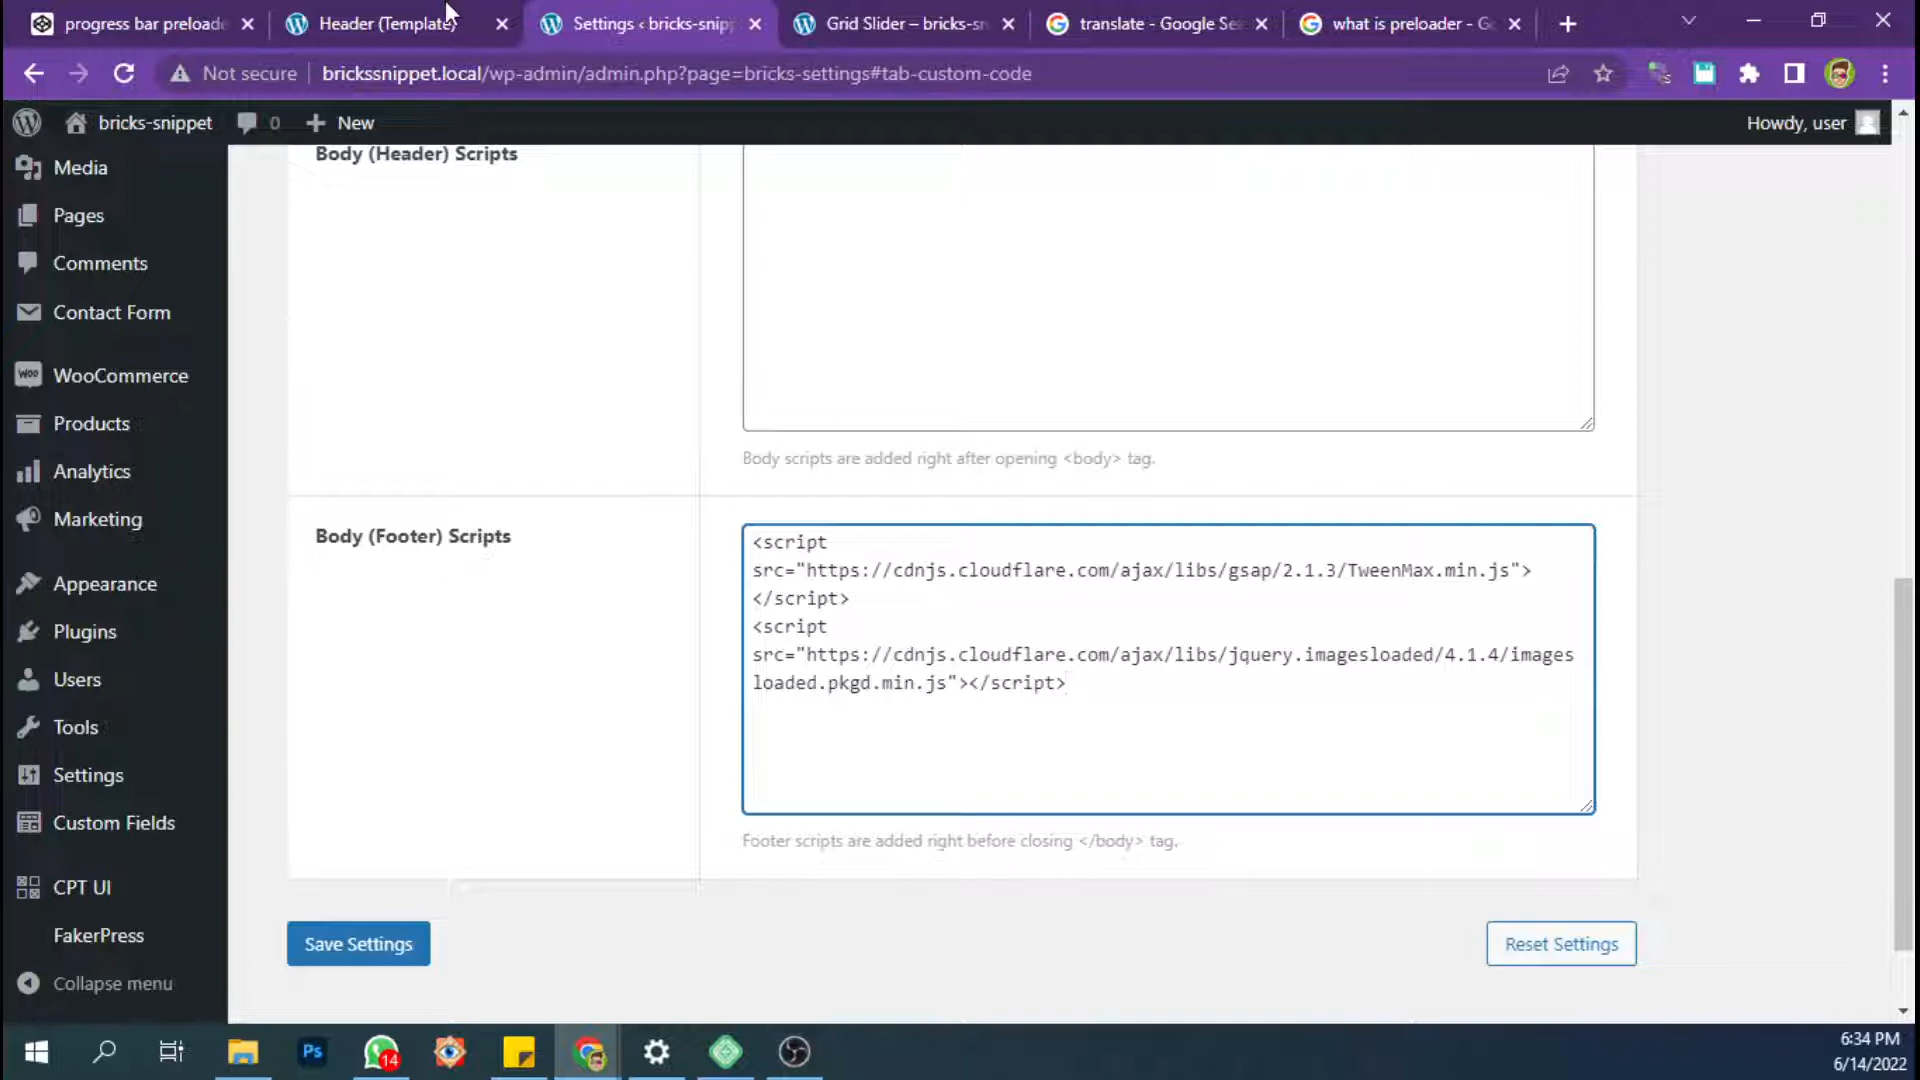 progress bar preloade
Header (Template)
Settings ‹ bricks-snip
Grid Slider – bricks-sn
translate - Google Se
what is preloader - G
Not secure
brickssnippet.local/wp-admin/admin.php?page=bricks-settings#tab-custom-code
bricks-snippet
0
New
Howdy, user
Media
Pages
Comments
Contact Form
WooCommerce
Products
Analytics
Marketing
Appearance
Plugins
Users
Tools
Settings
Custom Fields
CPT UI
FakerPress
Collapse menu
Body (Header) Scripts
Body scripts are added right after opening <body> tag.
Body (Footer) Scripts
<script
src="https://cdnjs.cloudflare.com/ajax/libs/gsap/2.1.3/TweenMax.min.js">
</script>
<script
src="https://cdnjs.cloudflare.com/ajax/libs/jquery.imagesloaded/4.1.4/images
loaded.pkgd.min.js"></script>
Footer scripts are added right before closing </body> tag.
Save Settings
Reset Settings
Ps
14
6:34 PM
6/14/2022